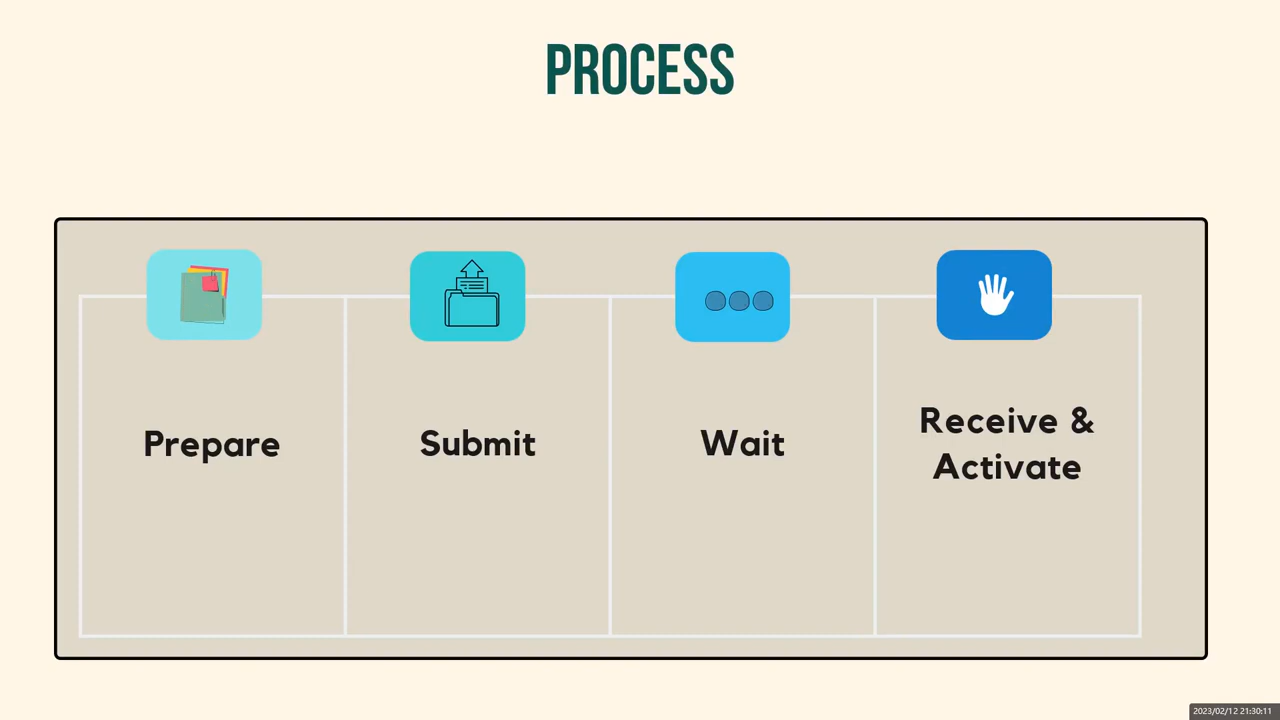 PROCESS
Prepare
Submit
Wait
Receive &
Activate
2023/02/12 21:30:11